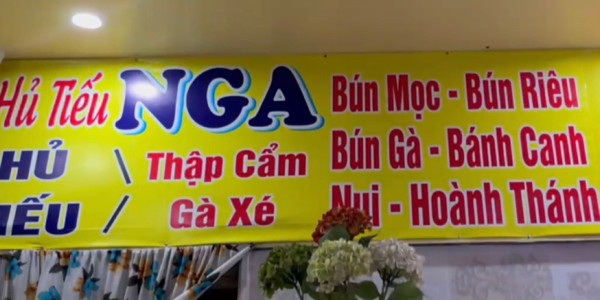 Hủ Tiếu NGA
HỦ \ Thập Cẩm
IẾU / Gà Xé
Bún Mọc - Bún Riêu
Bún Gà - Bánh Canh
Nui - Hoành Thánh